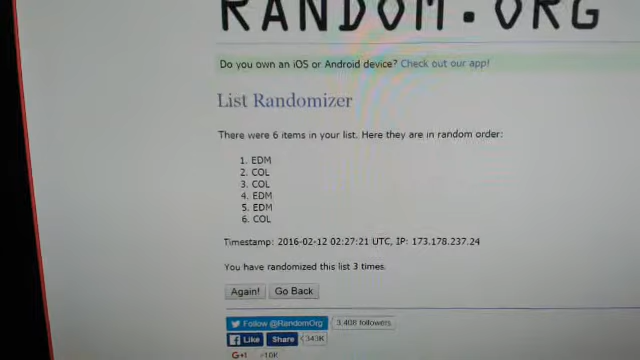 RANDOM.ORG
Do you own an iOS or Android device? Check out our app!
List Randomizer
There were 6 items in your list. Here they are in random order:
1. EDM
2. COL
3. COL
4. EDM
5. EDM
6. COL
Timestamp: 2016-02-12 02:27:21 UTC, IP: 173.178.237.24
You have randomized this list 3 times.
Again! Go Back
Follow @RandomOrg 3,408 followers
Like Share 343K
G+1